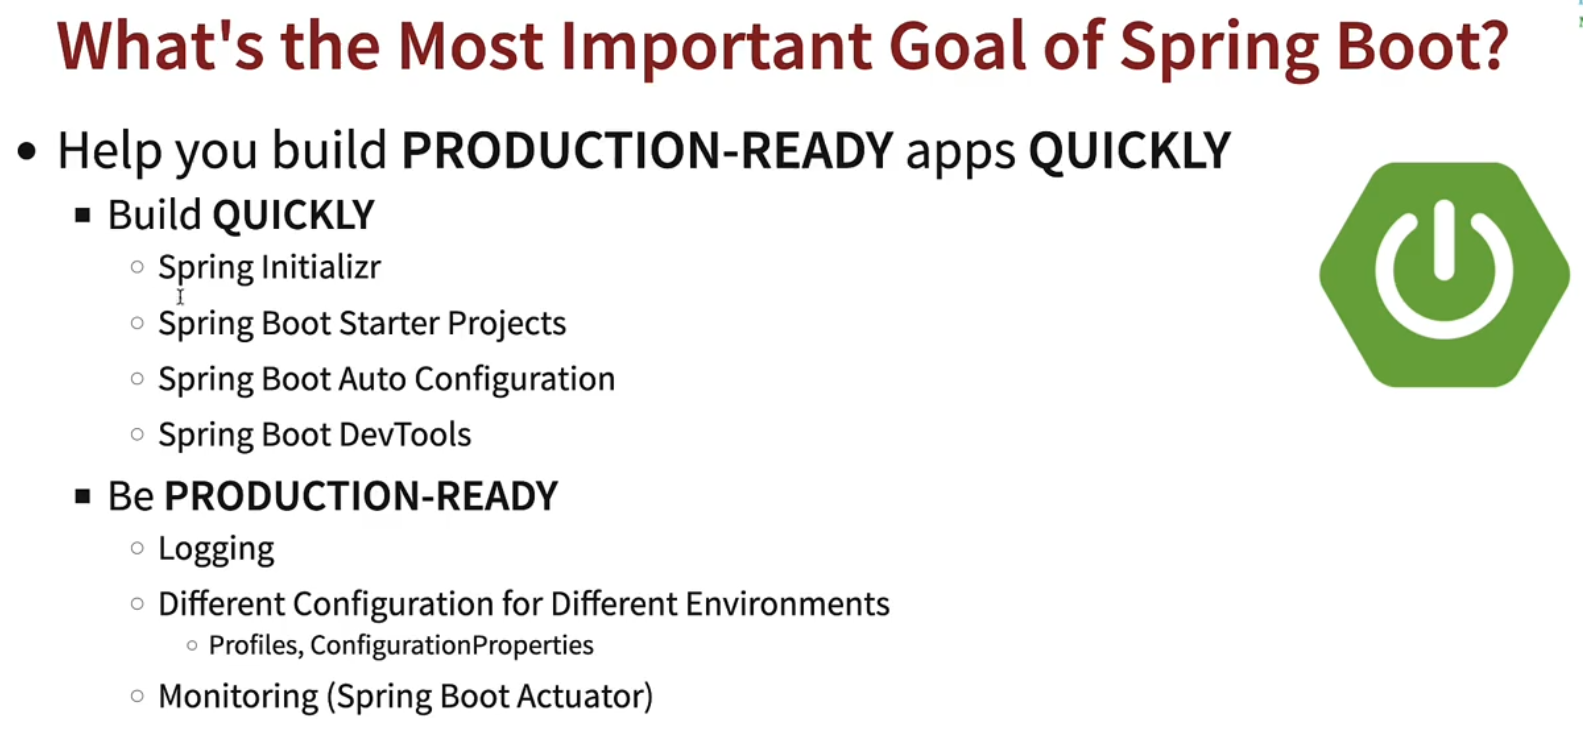 What's the Most Important Goal of Spring Boot?
Help you build PRODUCTION-READY apps QUICKLY
Build QUICKLY
Spring Initializr
Spring Boot Starter Projects
Spring Boot Auto Configuration
Spring Boot DevTools
Be PRODUCTION-READY
Logging
Different Configuration for Different Environments
Profiles, ConfigurationProperties
Monitoring (Spring Boot Actuator)